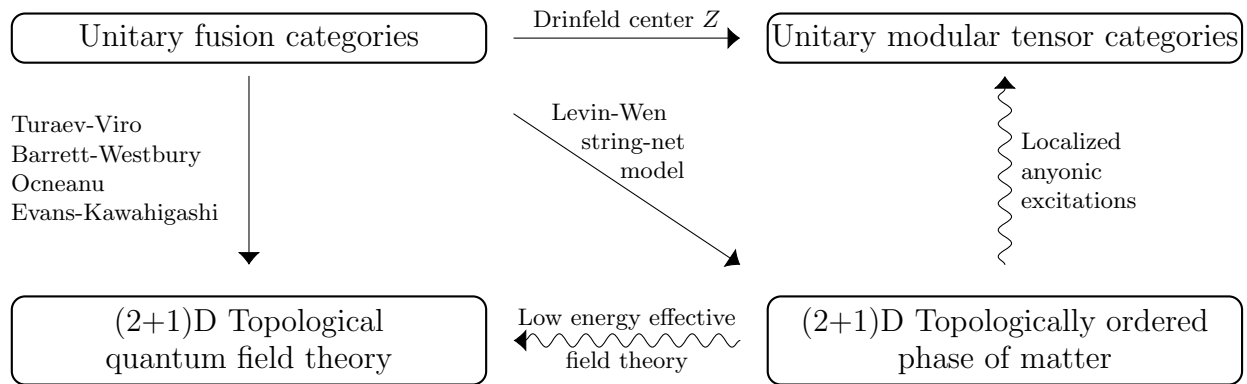 Unitary fusion categories
Drinfeld center Z
Unitary modular tensor categories
Turaev-Viro
Barrett-Westbury
Ocneanu
Evans-Kawahigashi
Levin-Wen
string-net
model
Localized
anyonic
excitations
(2+1)D Topological
quantum field theory
Low energy effective
field theory
(2+1)D Topologically ordered
phase of matter